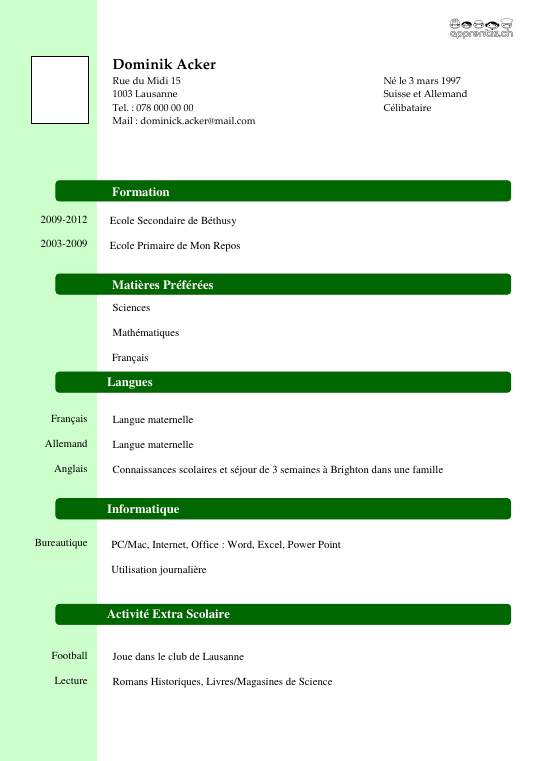 apprentis.ch
Dominik Acker
Rue du Midi 15
Né le 3 mars 1997
1003 Lausanne
Suisse et Allemand
Tel. : 078 000 00 00
Célibataire
Mail : dominick.acker@mail.com
Formation
2009-2012 Ecole Secondaire de Béthusy
2003-2009 Ecole Primaire de Mon Repos
Matières Préférées
Sciences
Mathématiques
Français
Langues
Français Langue maternelle
Allemand Langue maternelle
Anglais Connaissances scolaires et séjour de 3 semaines à Brighton dans une famille
Informatique
Bureautique PC/Mac, Internet, Office : Word, Excel, Power Point
Utilisation journalière
Activité Extra Scolaire
Football Joue dans le club de Lausanne
Lecture Romans Historiques, Livres/Magasines de Science